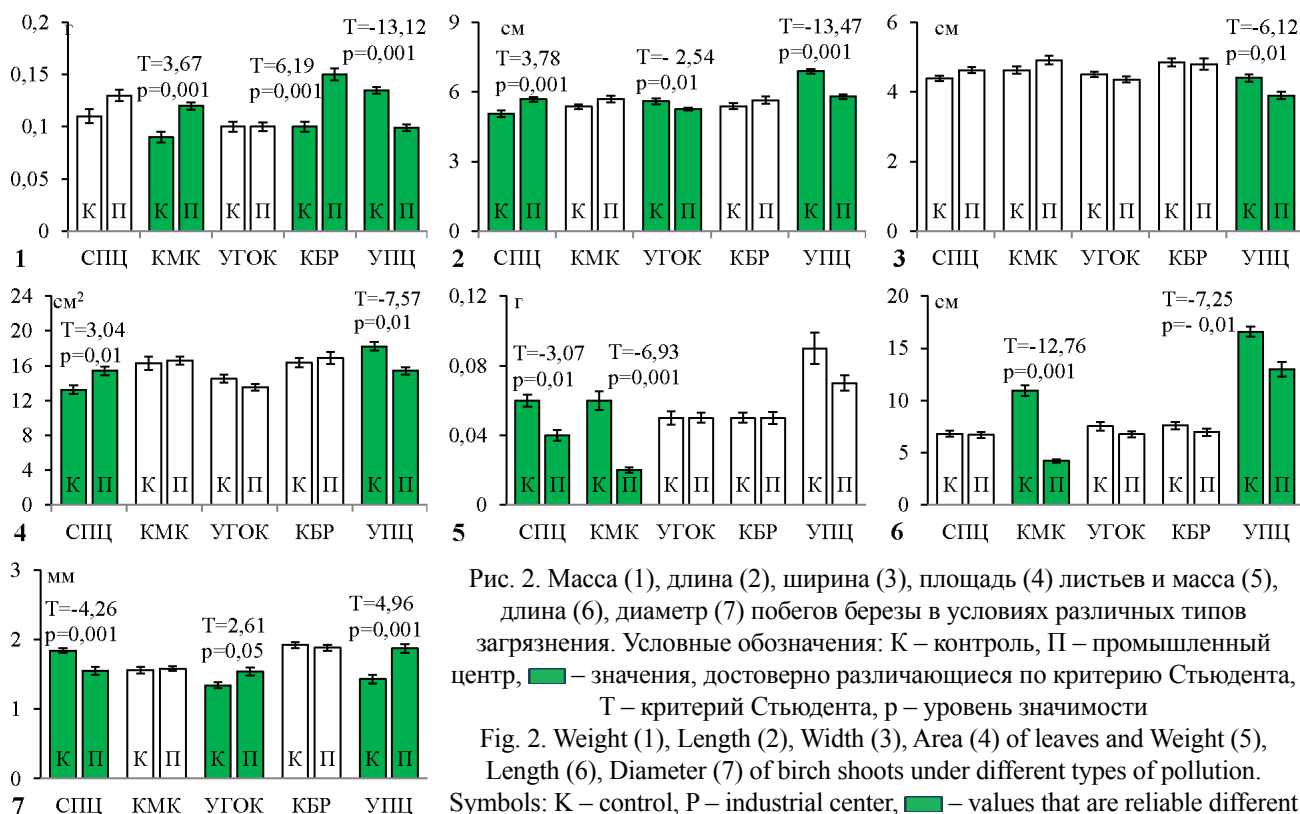 0,2
0,15
0,1
0,05
0
г
T=3,67
p=0,001
T=6,19
p=0,001
T=-13,12
p=0,001
К П К П К П К П К П
1 СПЦ КМК УГОК КБР УПЦ
9
6
3
0
см
T=3,78
p=0,001
T=- 2,54
p=0,01
T=-13,47
p=0,001
К П К П К П К П К П
2 СПЦ КМК УГОК КБР УПЦ
6
4
2
0
см
T=-6,12
p=0,01
К П К П К П К П К П
3 СПЦ КМК УГОК КБР УПЦ
24
20
16
12
8
4
0
см²
T=3,04
p=0,01
T=-7,57
p=0,01
К П К П К П К П К П
4 СПЦ КМК УГОК КБР УПЦ
0,12
0,08
0,04
0
г
T=-3,07
p=0,01
T=-6,93
p=0,001
К П К П К П К П К П
5 СПЦ КМК УГОК КБР УПЦ
20
15
10
5
0
см
T=-12,76
p=0,001
T=-7,25
p=- 0,01
К П К П К П К П К П
6 СПЦ КМК УГОК КБР УПЦ
3
2
1
0
мм
T=-4,26
p=0,001
T=2,61
p=0,05
T=4,96
p=0,001
К П К П К П К П К П
7 СПЦ КМК УГОК КБР УПЦ
Рис. 2. Масса (1), длина (2), ширина (3), площадь (4) листьев и масса (5),
длина (6), диаметр (7) побегов березы в условиях различных типов
загрязнения. Условные обозначения: К – контроль, П – промышленный
центр, – значения, достоверно различающиеся по критерию Стьюдента,
Т – критерий Стьюдента, р – уровень значимости
Fig. 2. Weight (1), Length (2), Width (3), Area (4) of leaves and Weight (5),
Length (6), Diameter (7) of birch shoots under different types of pollution.
Symbols: K – control, P – industrial center, – values that are reliable different